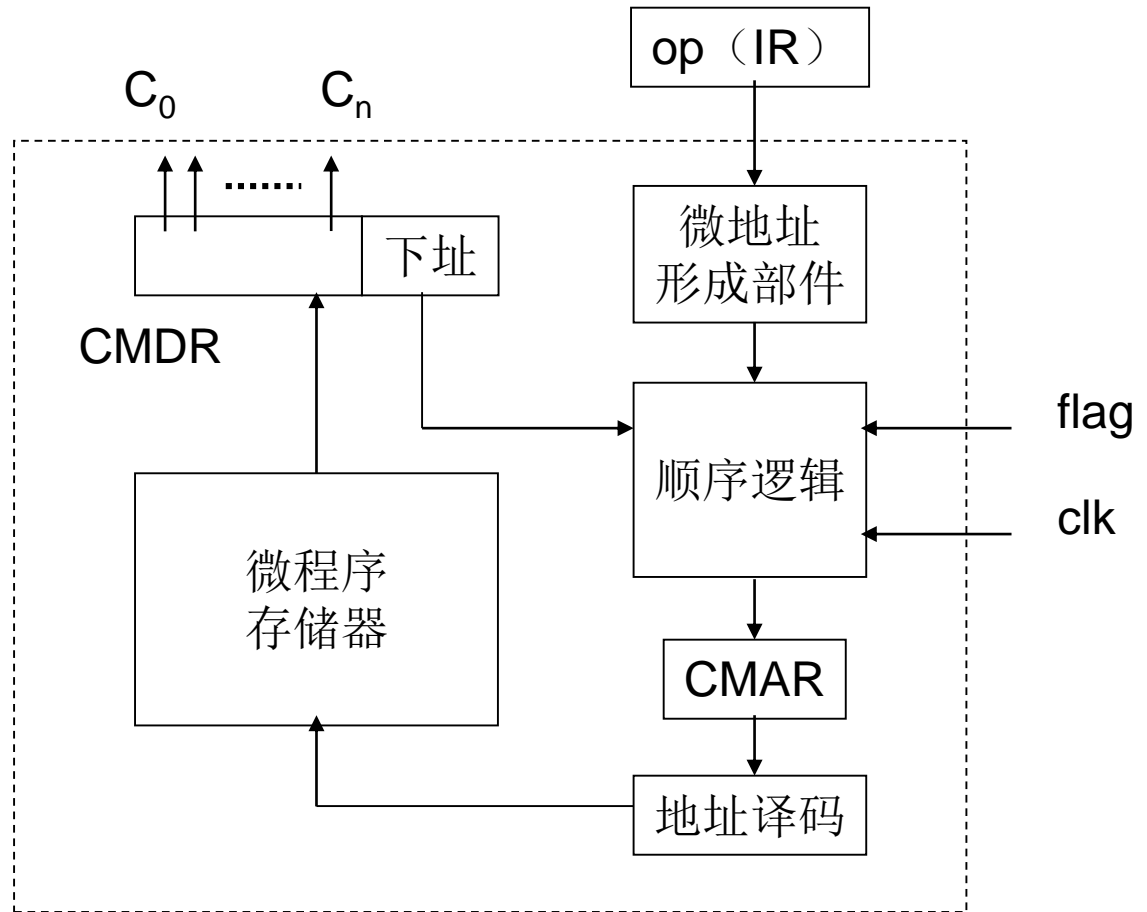 op（IR）
C0
Cn
微地址
形成部件
下址
CMDR
flag
顺序逻辑
clk
微程序
存储器
CMAR
地址译码